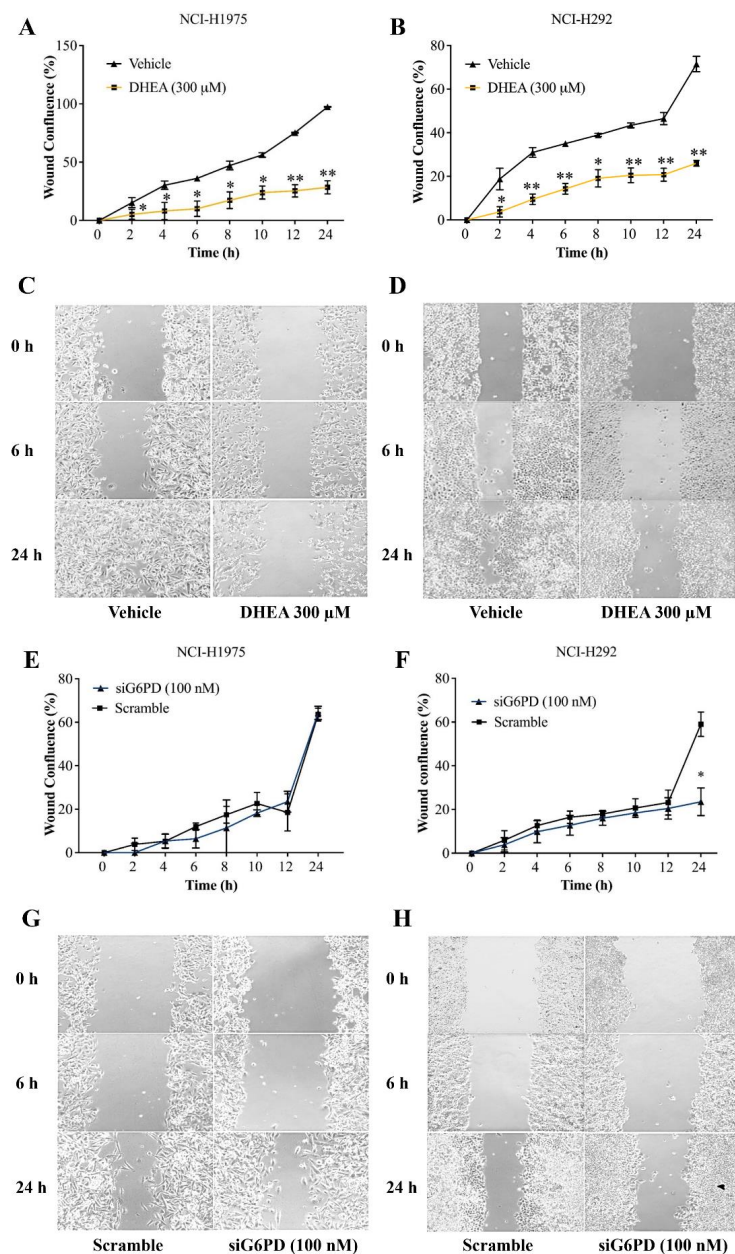 A
NCI-H1975
Wound Confluence (%)
150
100
50
0
Vehicle
DHEA (300 µM)
* * * * * ** **
0 2 4 6 8 10 12 24
Time (h)
B
NCI-H292
Wound Confluence (%)
80
60
40
20
0
Vehicle
DHEA (300 µM)
* ** ** * ** ** **
0 2 4 6 8 10 12 24
Time (h)
C
0 h
6 h
24 h
Vehicle DHEA 300 µM
D
0 h
6 h
24 h
Vehicle DHEA 300 µM
E
NCI-H1975
Wound Confluence (%)
80
60
40
20
0
siG6PD (100 nM)
Scramble
0 2 4 6 8 10 12 24
Time (h)
F
NCI-H292
Wound confluence (%)
80
60
40
20
0
siG6PD (100 nM)
Scramble
*
0 2 4 6 8 10 12 24
Time (h)
G
0 h
6 h
24 h
Scramble siG6PD (100 nM)
H
0 h
6 h
24 h
Scramble siG6PD (100 nM)